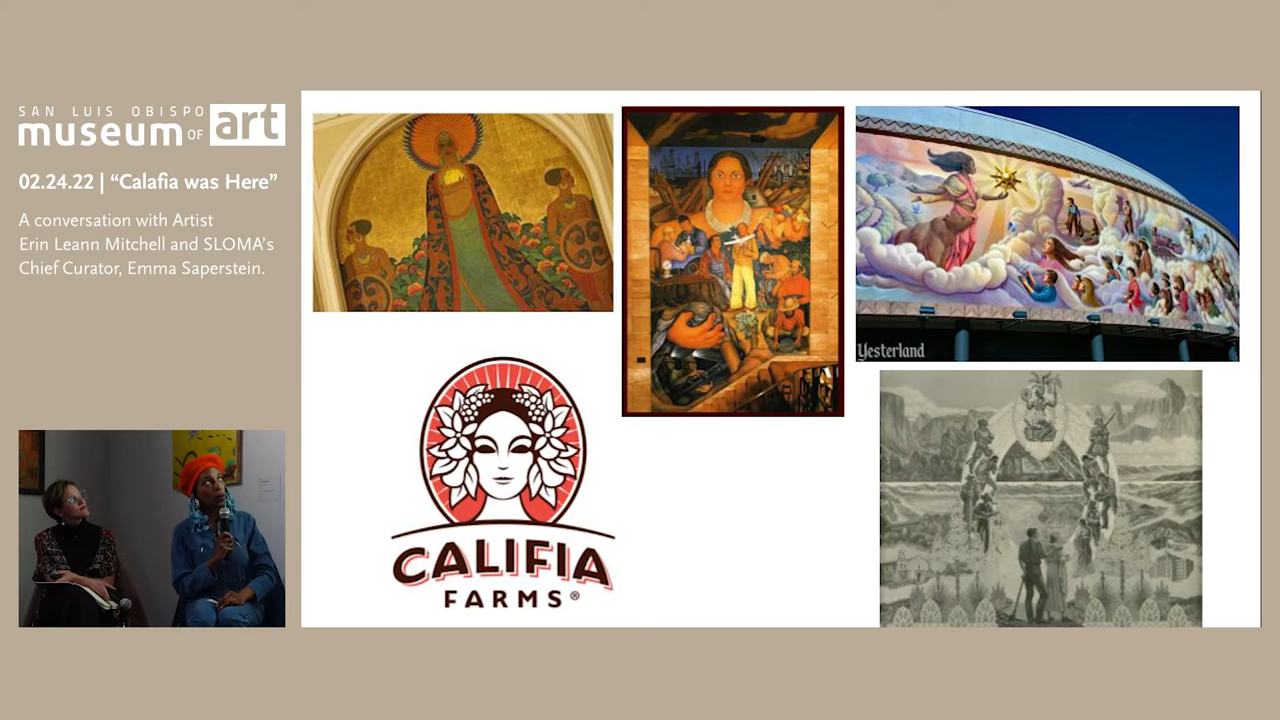 SAN LUIS OBISPO
museum OF art
02.24.22 | “Calafia was Here”
A conversation with Artist
Erin Leann Mitchell and SLOMA’s
Chief Curator, Emma Saperstein.
Yesterland
CALIFIA
FARMS®